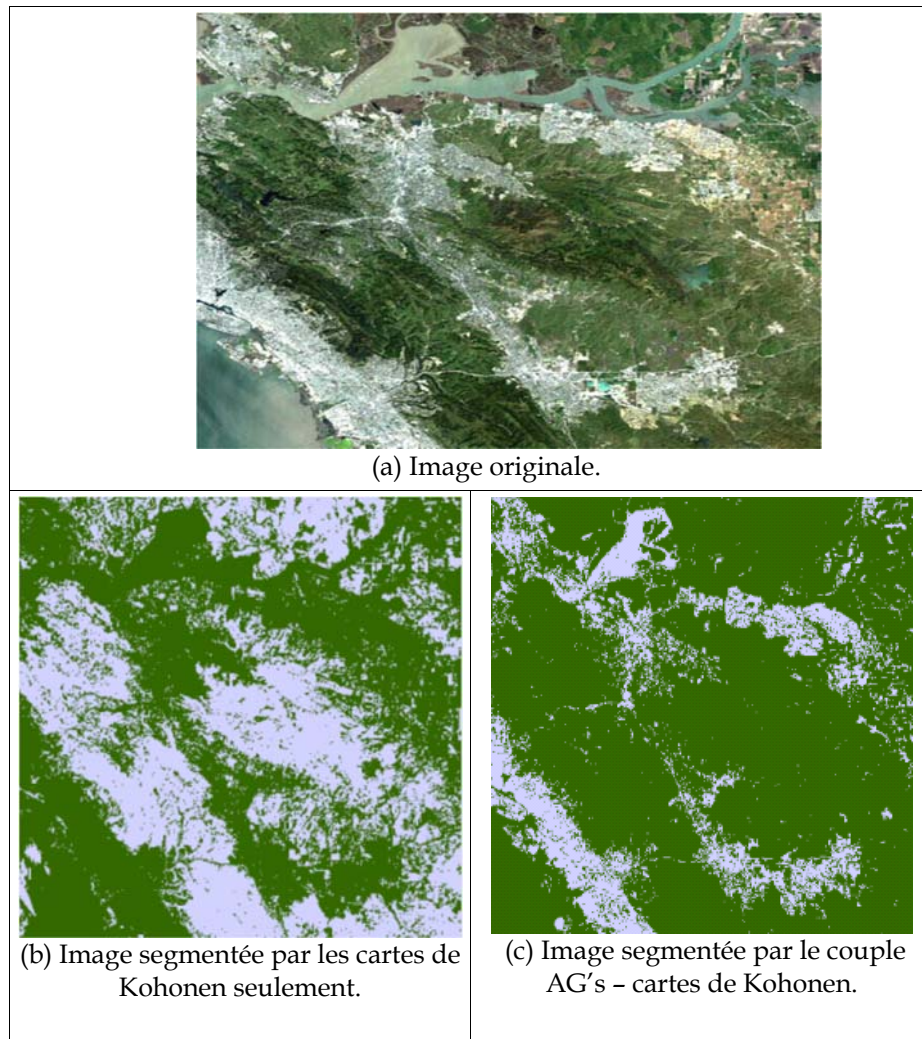 (a) Image originale.
(b) Image segmentée par les cartes de
Kohonen seulement.
(c) Image segmentée par le couple
AG's – cartes de Kohonen.